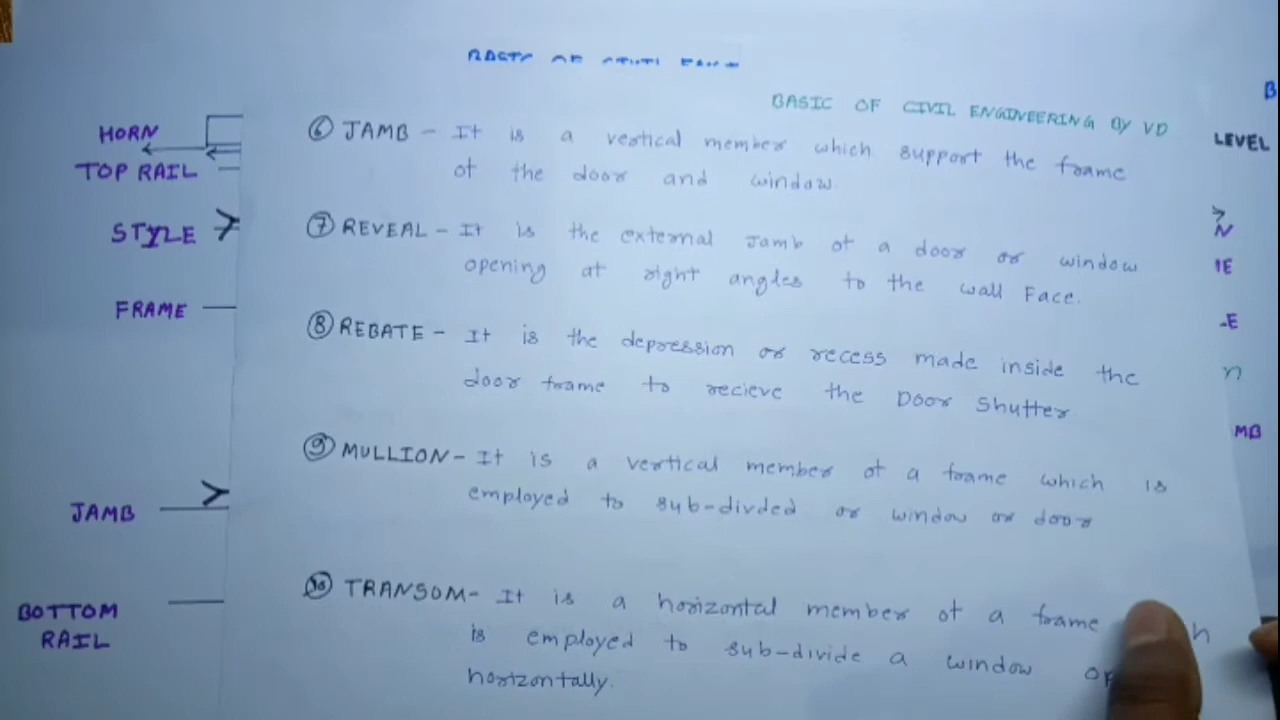 BASIC OF CIVIL ENGINEERING BY VD
HORN
TOP RAIL
STYLE
FRAME
JAMB
BOTTOM
RAIL
6 JAMB - It is a vertical member which support the frame
of the door and window.
7 REVEAL - It is the external Jamb of a door or window
opening at right angles to the wall Face.
8 REBATE - It is the depression or recess made inside the
door frame to recieve the Door Shutter
9 MULLION - It is a vertical member of a frame which is
employed to sub-divded or window or door
10 TRANSOM - It is a horizontal member of a frame
is employed to sub-divide a window
horizontally.
LEVEL